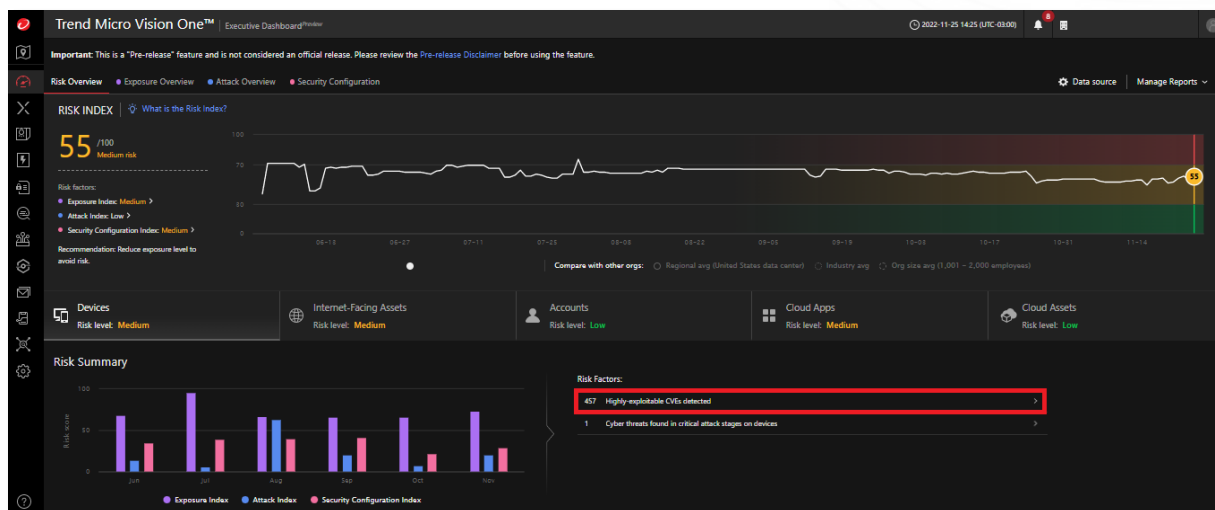 Trend Micro Vision One™ | Executive Dashboard Preview
2022-11-25 14:25 (UTC-03:00)
8
Important: This is a "Pre-release" feature and is not considered an official release. Please review the Pre-release Disclaimer before using the feature.
Risk Overview
Exposure Overview
Attack Overview
Security Configuration
Data source
Manage Reports
RISK INDEX
What is the Risk Index?
55 /100
Medium risk
Risk factors:
Exposure Index: Medium >
Attack Index: Low >
Security Configuration Index: Medium >
Recommendation: Reduce exposure level to
avoid risk.
100
70
0
55
06-13 06-27 07-11 07-25 08-08 08-22 09-05 09-19 10-03 10-17 10-31 11-14
Compare with other orgs: Regional avg (United States data center) Industry avg Org size avg (1,001 – 2,000 employees)
Devices
Risk level: Medium
Internet-Facing Assets
Risk level: Medium
Accounts
Risk level: Low
Cloud Apps
Risk level: Medium
Cloud Assets
Risk level: Low
Risk Summary
100
50
0
Risk score
Jun Jul Aug Sep Oct Nov
Exposure Index Attack Index Security Configuration Index
Risk Factors:
457 Highly-exploitable CVEs detected
1 Cyber threats found in critical attack stages on devices